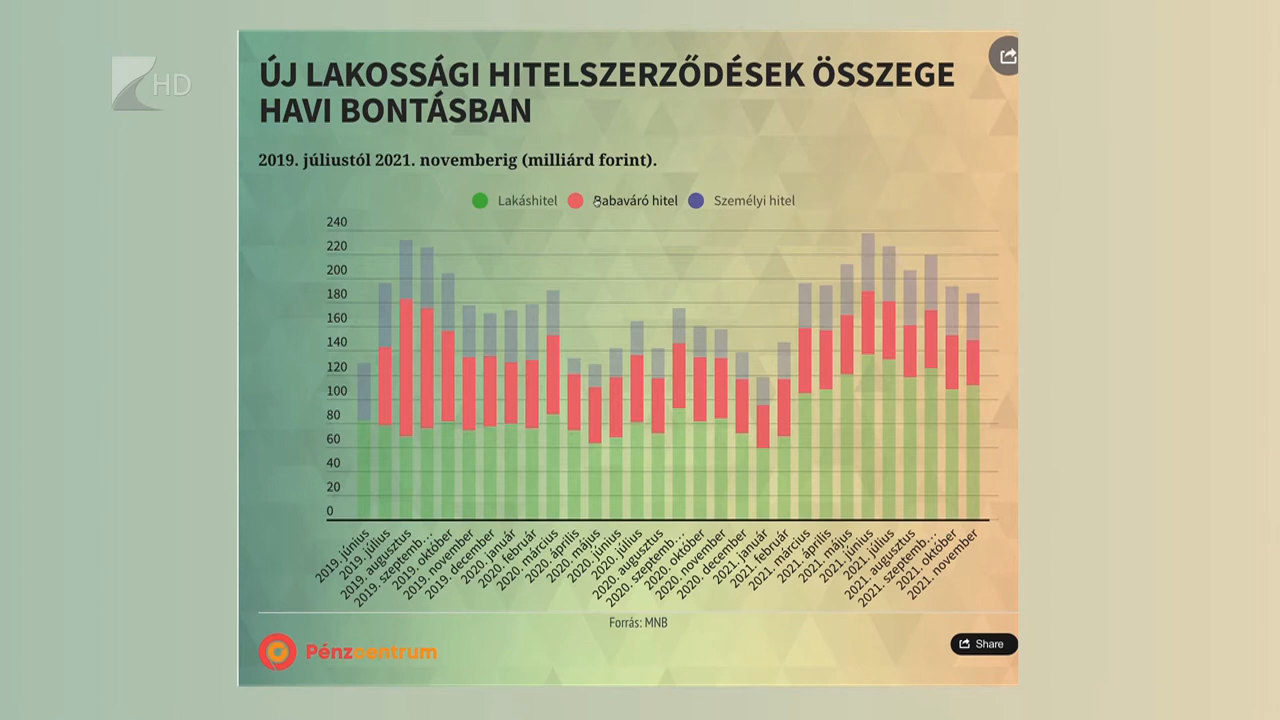 HD
ÚJ LAKOSSÁGI HITELSZERZŐDÉSEK ÖSSZEGE
HAVI BONTÁSBAN
2019. júliustól 2021. novemberig (milliárd forint).
Lakáshitel Babaváró hitel Személyi hitel
240
220
200
180
160
140
120
100
80
60
40
20
0
2019. június
2019. július
2019. augusztus
2019. szeptemb...
2019. október
2019. november
2019. december
2020. január
2020. február
2020. március
2020. április
2020. május
2020. június
2020. július
2020. augusztus
2020. szeptemb...
2020. október
2020. november
2020. december
2021. január
2021. február
2021. március
2021. április
2021. május
2021. június
2021. július
2021. augusztus
2021. szeptemb...
2021. október
2021. november
Forrás: MNB
Pénzcentrum
Share